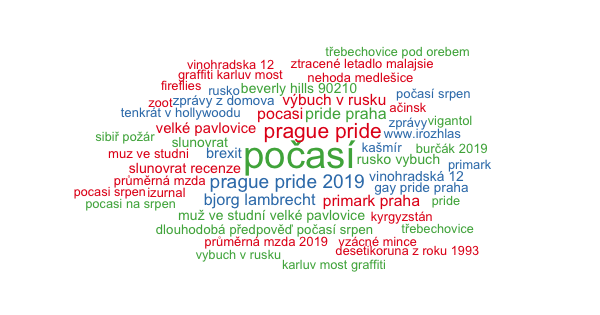 třebechovice pod orebem
vinohradska 12
ztracené letadlo malajsie
graffiti karluv most
nehoda medlešice
fireflies
rusko
beverly hills 90210
počasí srpen
zoot
zprávy z domova
výbuch v rusku
ačinsk
tenkrát v hollywoodu
pocasi
pride praha
zprávy
vigantol
velké pavlovice
prague pride
www.irozhlas
sibiř požár
slunovrat
počasí
kašmír
burčák 2019
muz ve studni
brexit
rusko vybuch
primark
slunovrat recenze
vinohradská 12
průměrná mzda
prague pride 2019
gay pride praha
pocasi srpen
izurnal
bjorg lambrecht
primark praha
pride
pocasi na srpen
muž ve studní velké pavlovice
kyrgyzstán
dlouhodobá předpověď počasí srpen
třebechovice
průměrná mzda 2019
vzácné mince
vybuch v rusku
desetikoruna z roku 1993
karluv most graffiti